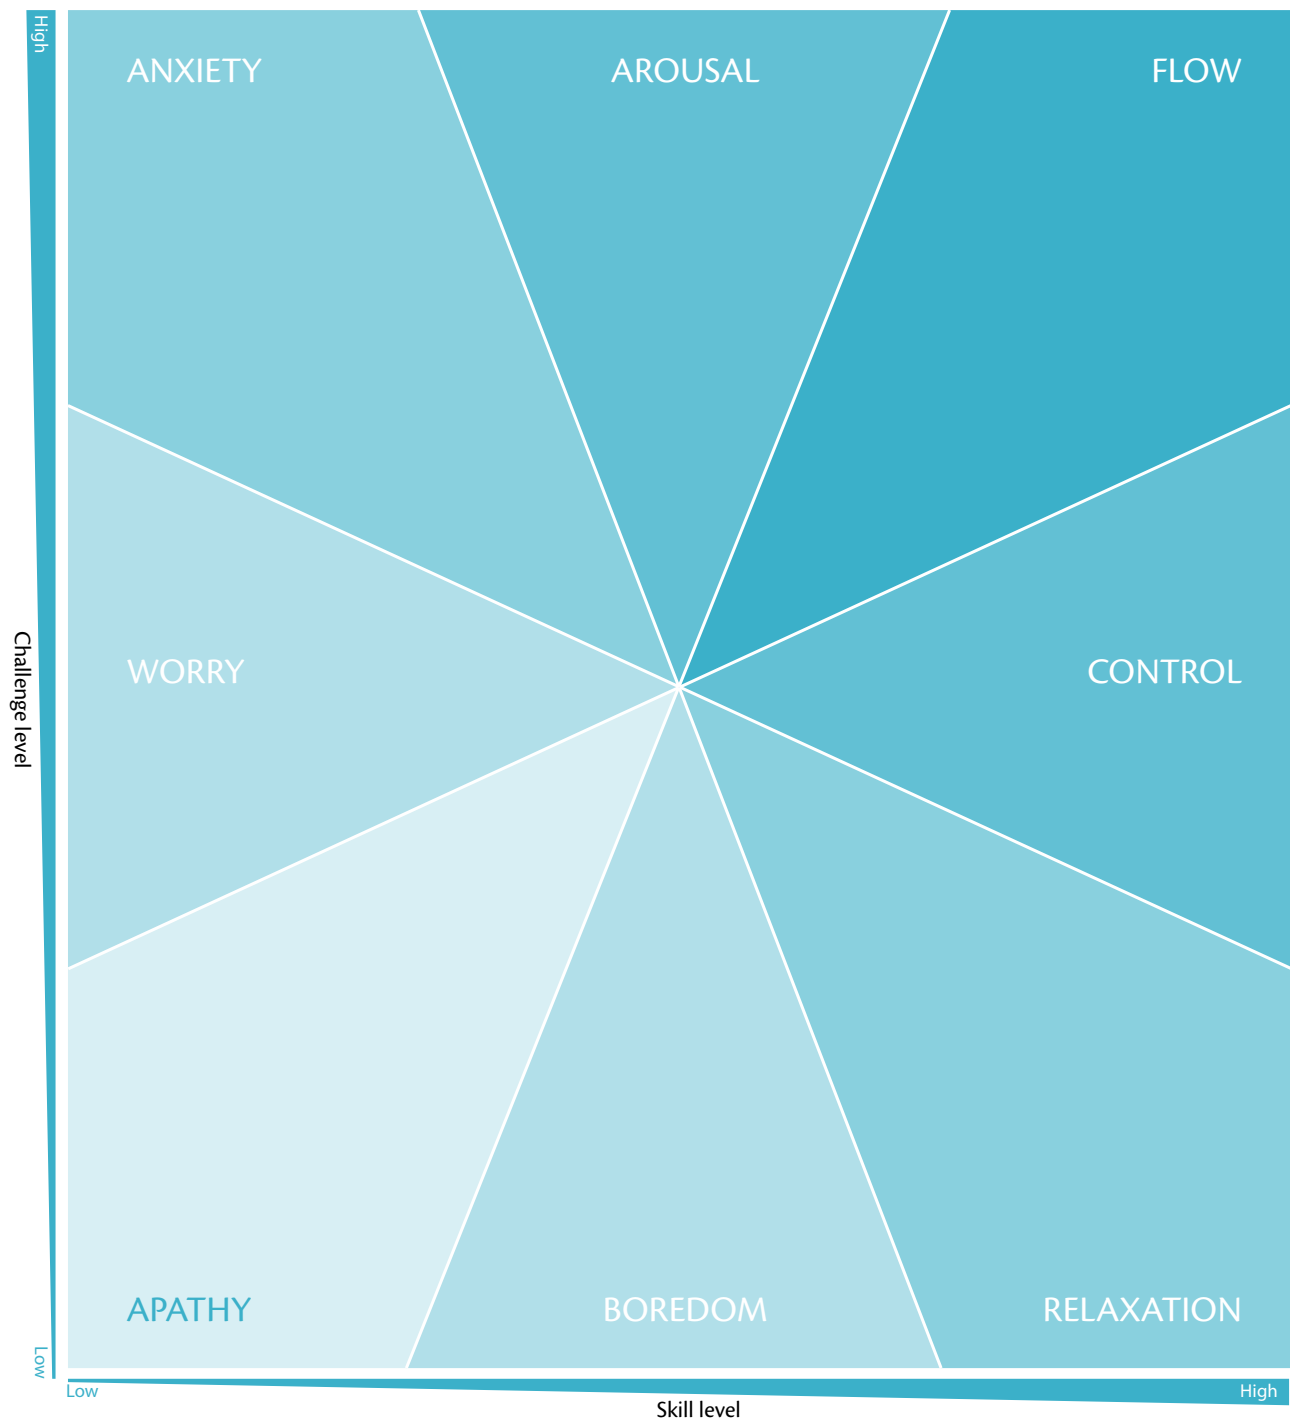 High
ANXIETY
AROUSAL
FLOW
Challenge level
WORRY
CONTROL
APATHY
BOREDOM
RELAXATION
Low
Low
High
Skill level